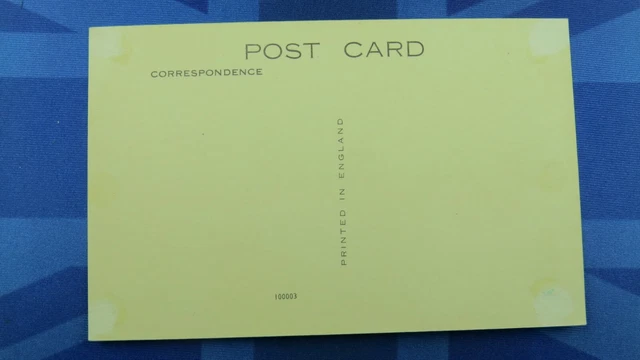 POST CARD
CORRESPONDENCE
PRINTED IN ENGLAND
100003